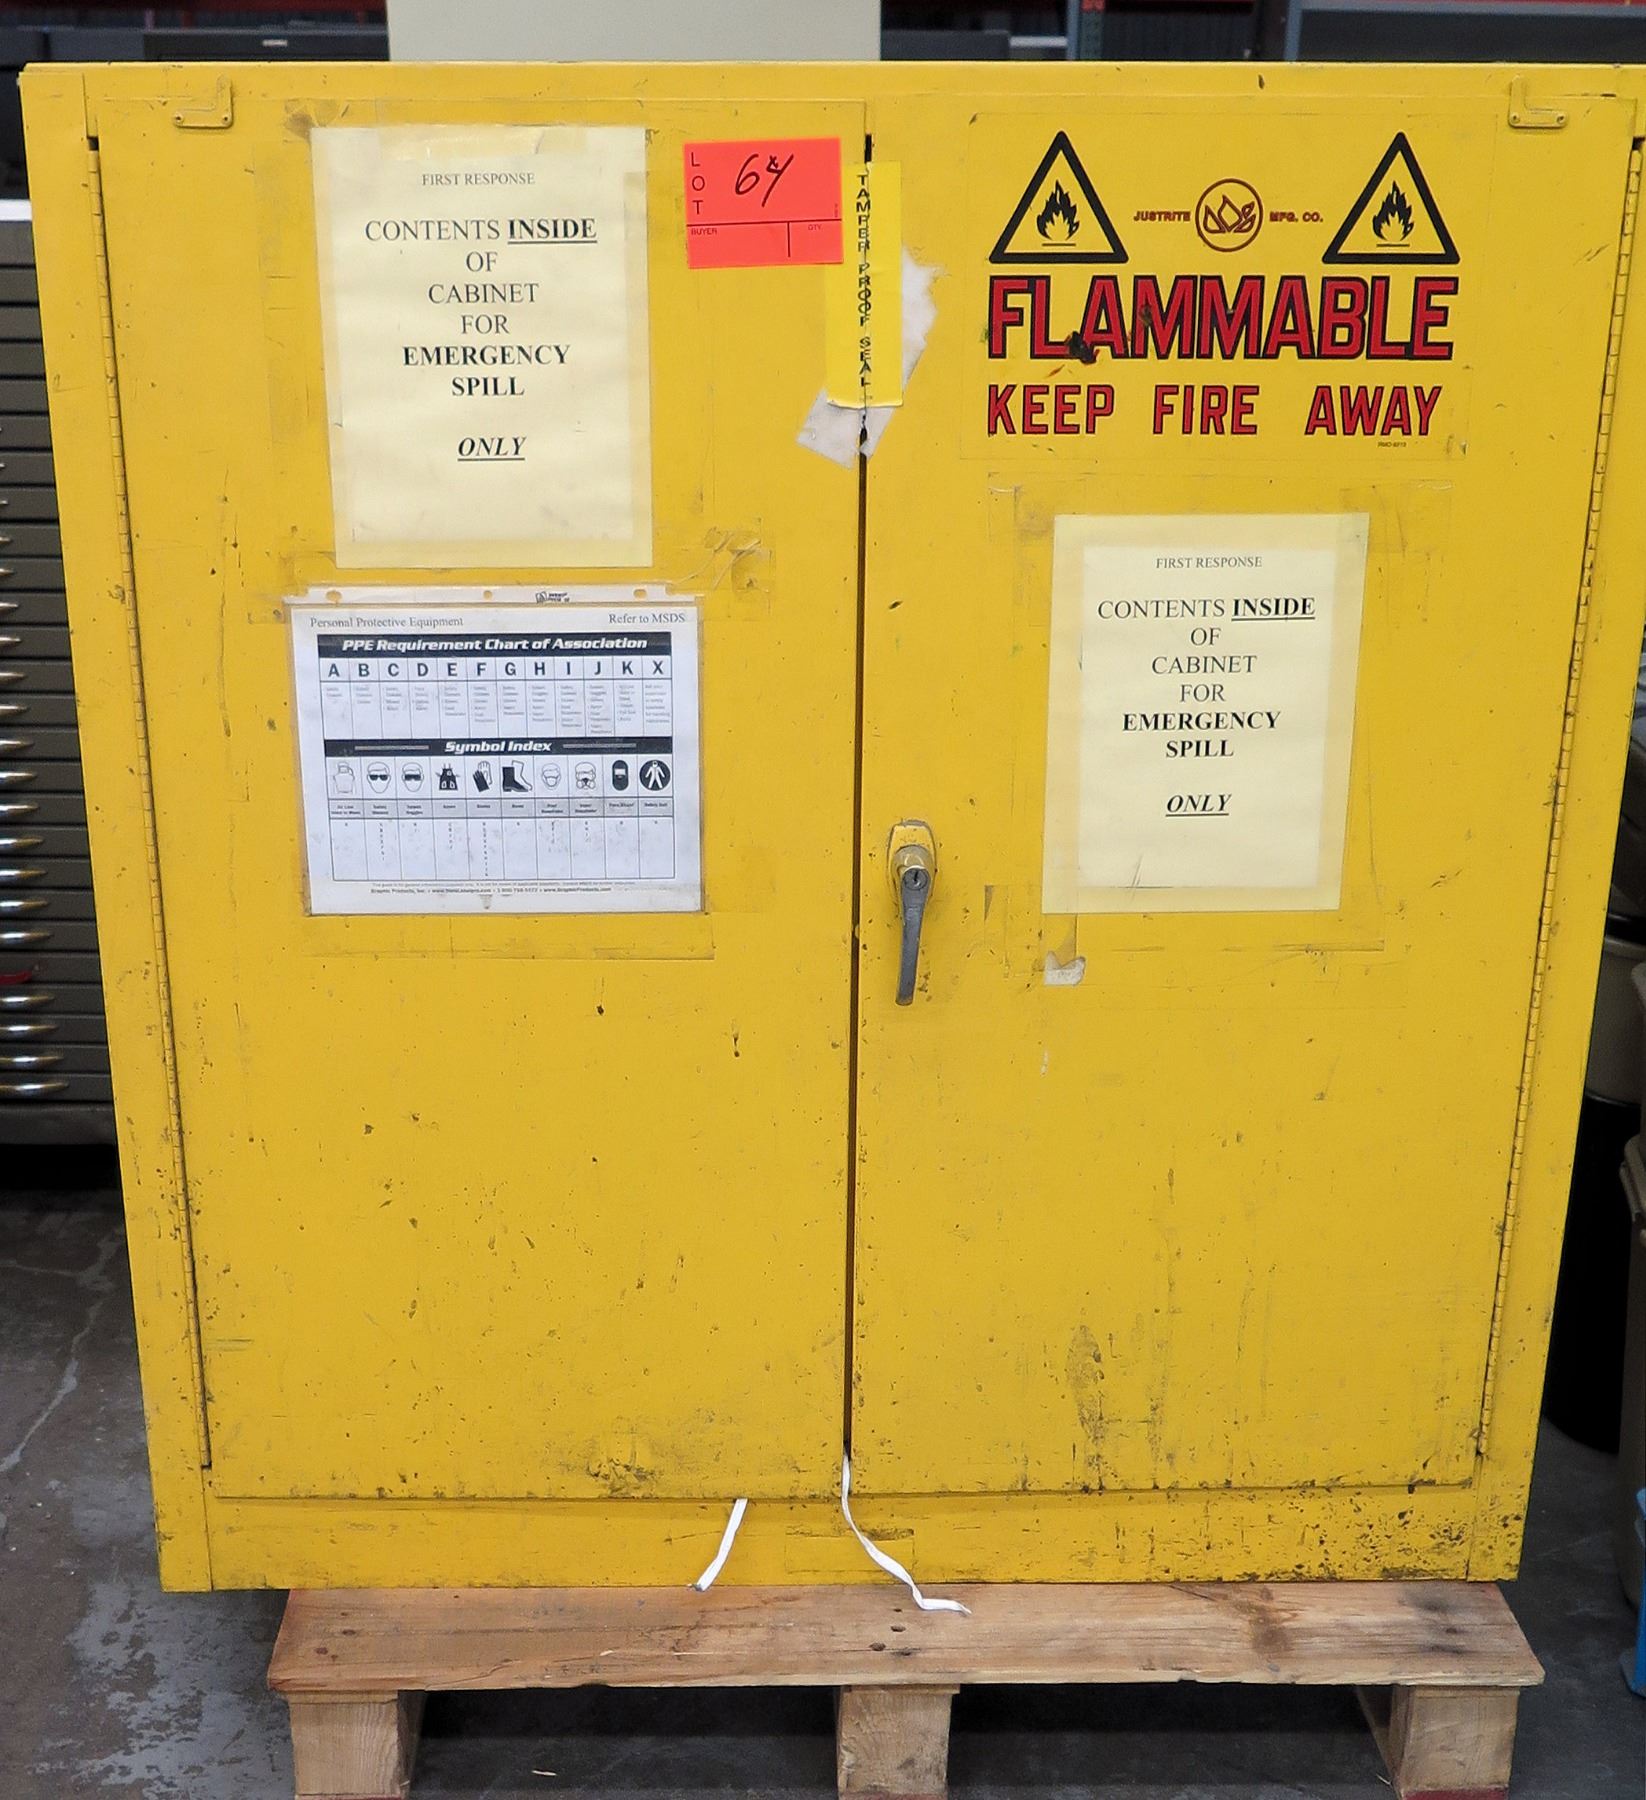 FIRST RESPONSE
CONTENTS INSIDE
OF
CABINET
FOR
EMERGENCY
SPILL
ONLY
LOT
64
BUYER
QTY
TAMPER PROOF SEAL
JUSTRITE MFG. CO.
FLAMMABLE
KEEP FIRE AWAY
FIRST RESPONSE
CONTENTS INSIDE
OF
CABINET
FOR
EMERGENCY
SPILL
ONLY
Personal Protective Equipment Refer to MSDS
PPE Requirement Chart of Association
A B C D E F G H I J K X
Symbol Index